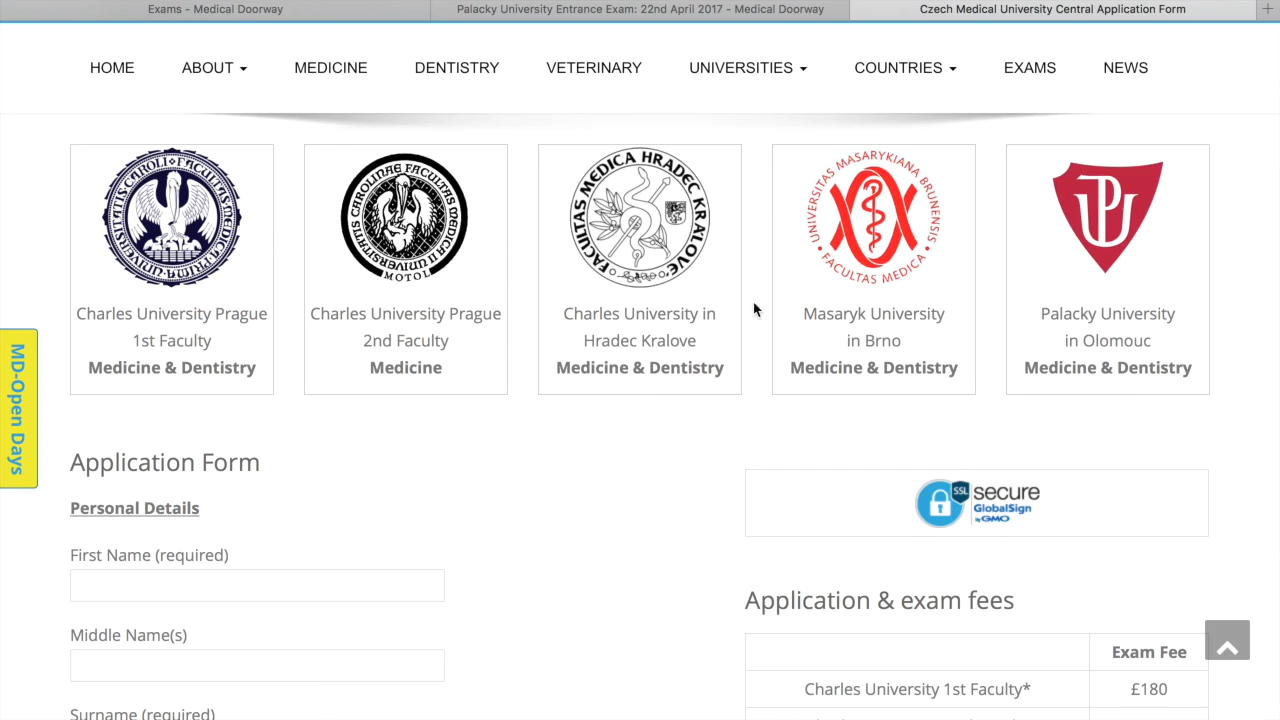 Exams - Medical Doorway
Palacky University Entrance Exam: 22nd April 2017 - Medical Doorway
Czech Medical University Central Application Form
HOME
ABOUT
MEDICINE
DENTISTRY
VETERINARY
UNIVERSITIES
COUNTRIES
EXAMS
NEWS
MOTOL
FACULTAS MEDICA HRADEC KRALOVE
UNIVERSITAS MASARYKIANA BRUNENSIS
• FACULTAS MEDICA •
UP
Charles University Prague
1st Faculty
Medicine & Dentistry
Charles University Prague
2nd Faculty
Medicine
Charles University in
Hradec Kralove
Medicine & Dentistry
Masaryk University
in Brno
Medicine & Dentistry
Palacky University
in Olomouc
Medicine & Dentistry
MD-Open Days
Application Form
Personal Details
First Name (required)
Middle Name(s)
Surname (required)
SSL
secure
GlobalSign
by GMO
Application & exam fees
Exam Fee
Charles University 1st Faculty*
£180